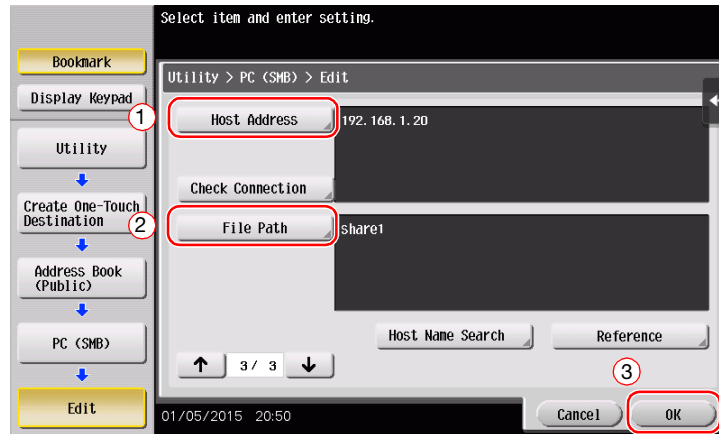 Select item and enter setting.
Bookmark
Display Keypad
Utility
Create One-Touch
Destination
Address Book
(Public)
PC (SMB)
Edit
Utility > PC (SMB) > Edit
1
Host Address
192.168.1.20
Check Connection
2
File Path
share1
Host Name Search
Reference
3/ 3
3
01/05/2015 20:50
Cancel
OK